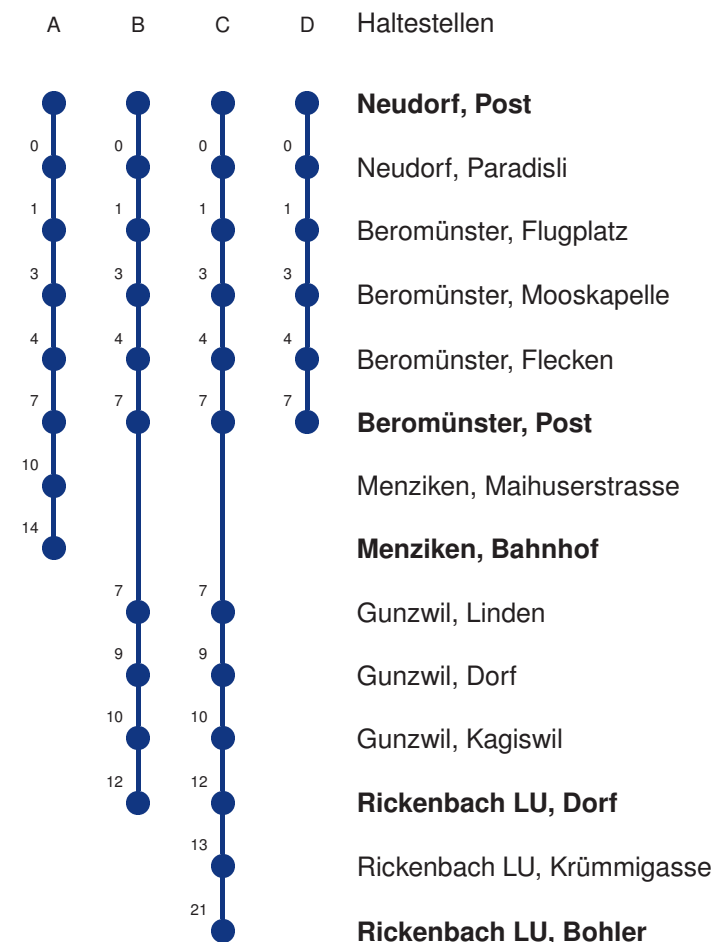 A B C D Haltestellen
Neudorf, Post
0 0 0 0
Neudorf, Paradisli
1 1 1 1
Beromünster, Flugplatz
3 3 3 3
Beromünster, Mooskapelle
4 4 4 4
Beromünster, Flecken
7 7 7 7
Beromünster, Post
10
Menziken, Maihuserstrasse
14
Menziken, Bahnhof
7 7
Gunzwil, Linden
9 9
Gunzwil, Dorf
10 10
Gunzwil, Kagiswil
12 12
Rickenbach LU, Dorf
13
Rickenbach LU, Krümmigasse
21
Rickenbach LU, Bohler